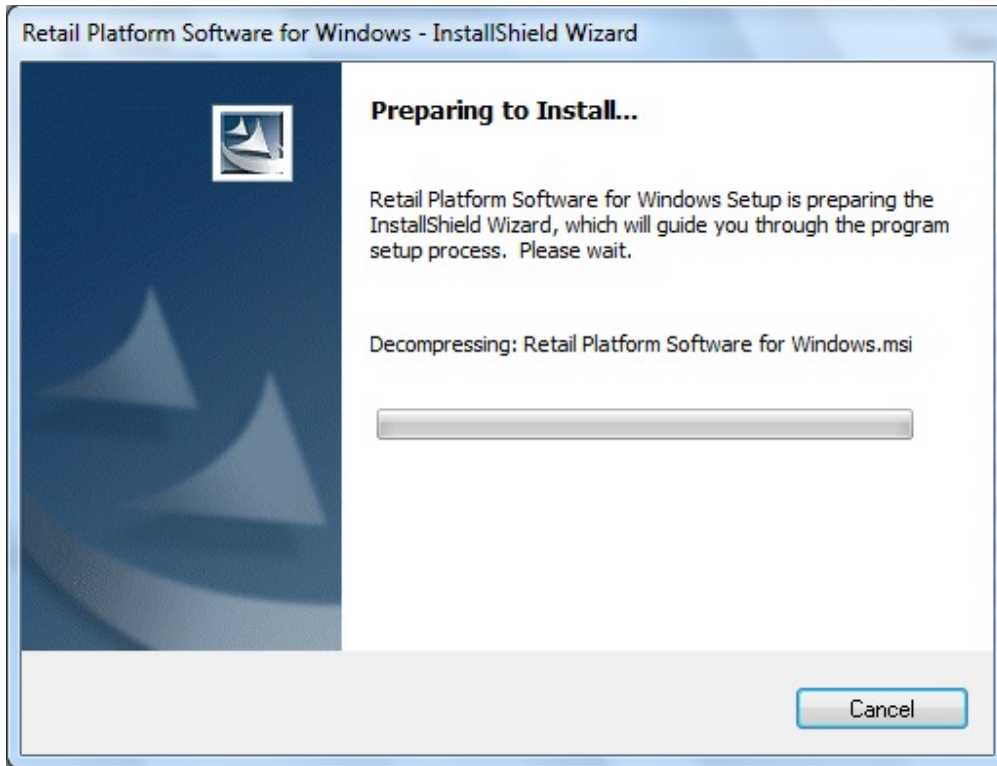 Retail Platform Software for Windows - InstallShield Wizard
Preparing to Install...
Retail Platform Software for Windows Setup is preparing the
InstallShield Wizard, which will guide you through the program
setup process.  Please wait.
Decompressing: Retail Platform Software for Windows.msi
Cancel